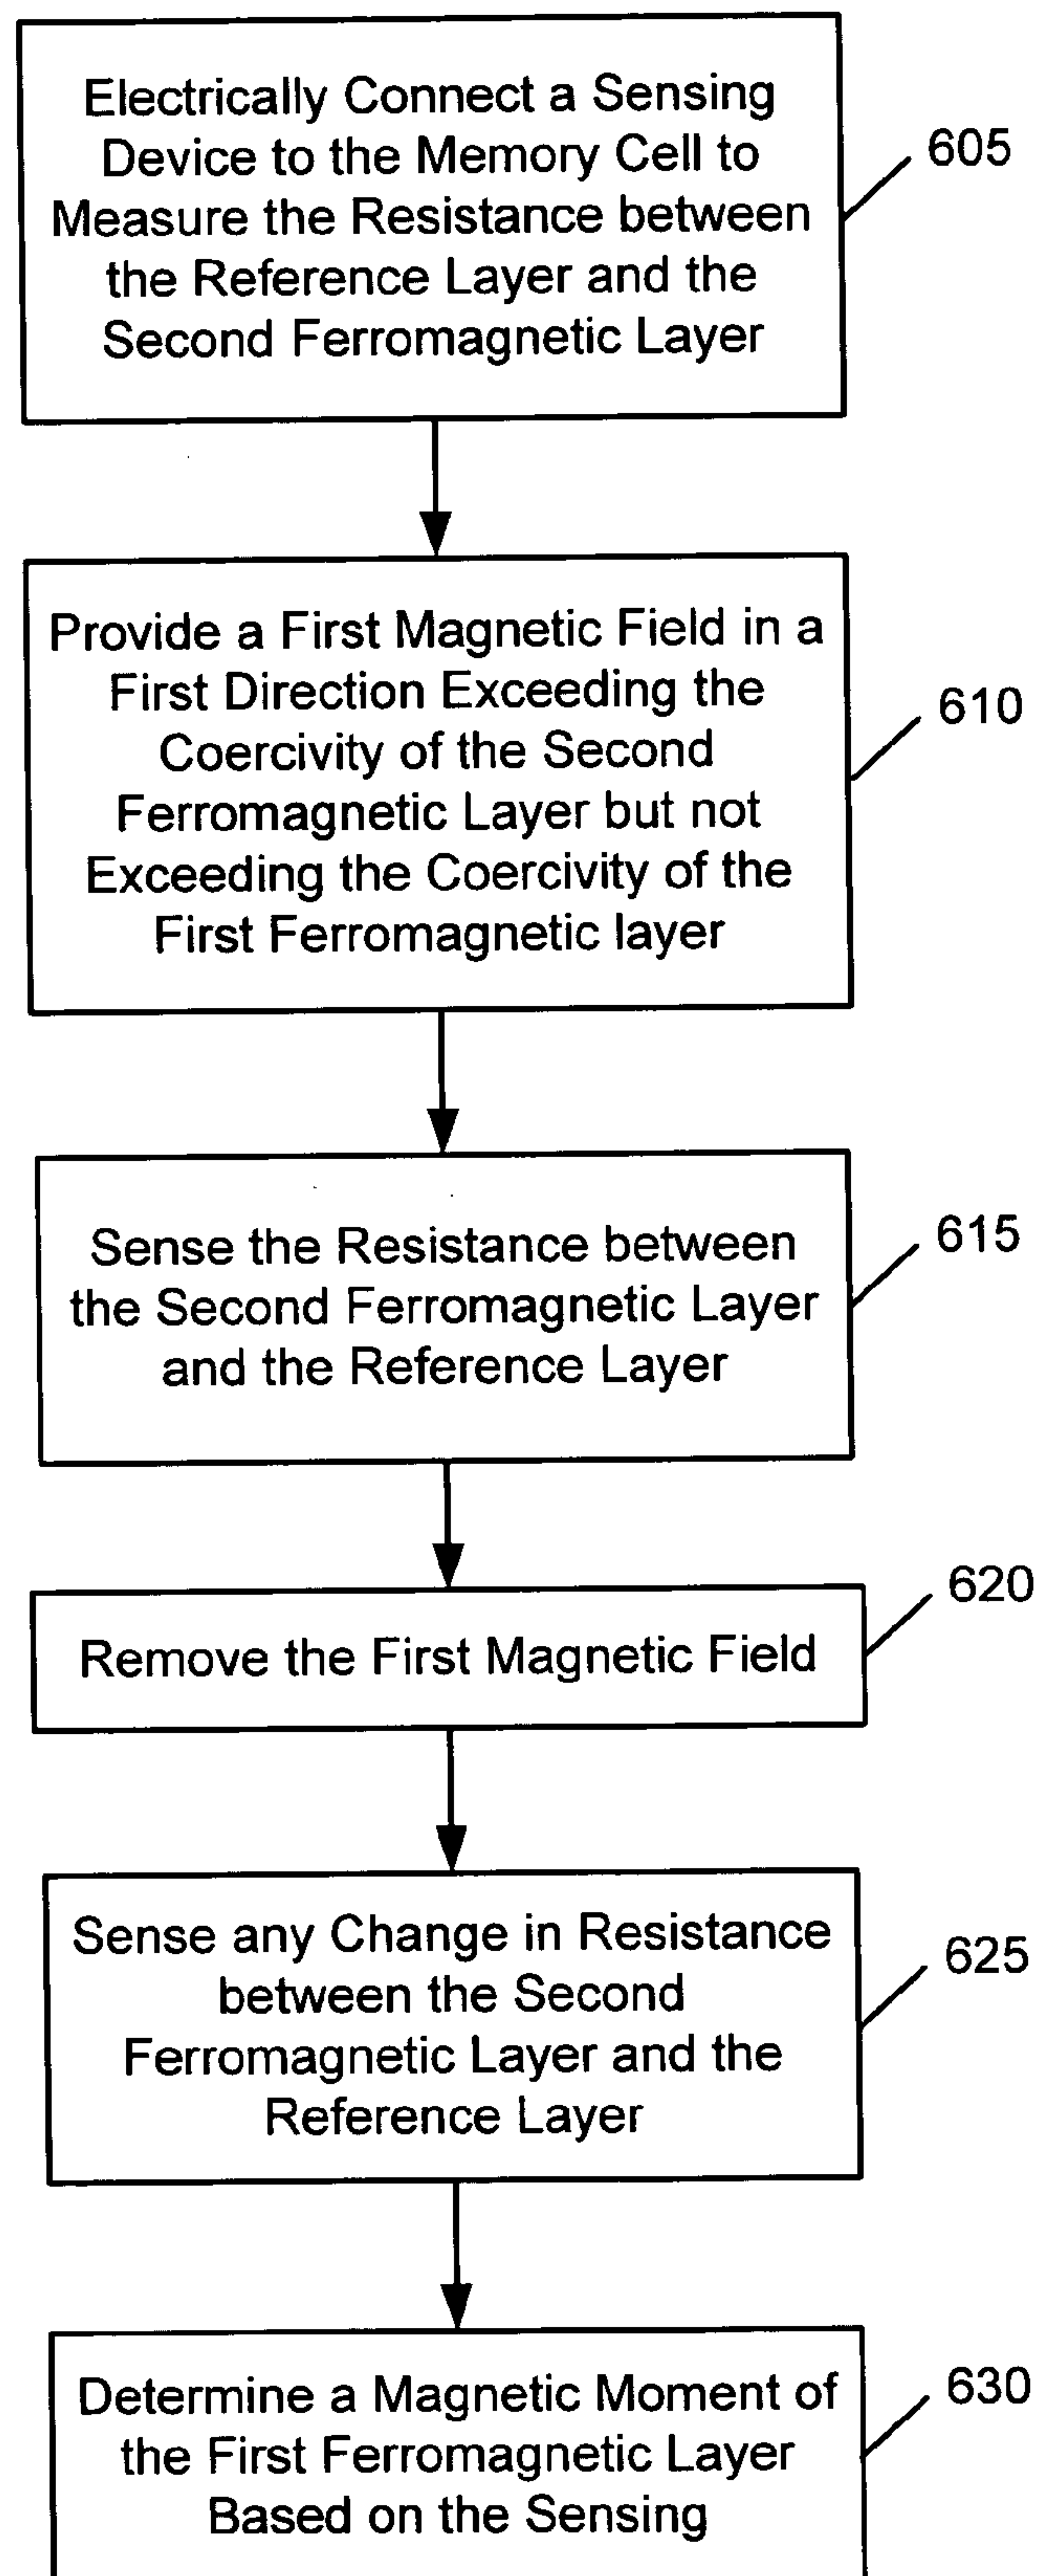 Electrically Connect a Sensing
Device to the Memory Cell to
Measure the Resistance between
the Reference Layer and the
Second Ferromagnetic Layer
605
Provide a First Magnetic Field in a
First Direction Exceeding the
Coercivity of the Second
Ferromagnetic Layer but not
Exceeding the Coercivity of the
First Ferromagnetic layer
610
Sense the Resistance between
the Second Ferromagnetic Layer
and the Reference Layer
615
Remove the First Magnetic Field
620
Sense any Change in Resistance
between the Second
Ferromagnetic Layer and the
Reference Layer
625
Determine a Magnetic Moment of
the First Ferromagnetic Layer
Based on the Sensing
630